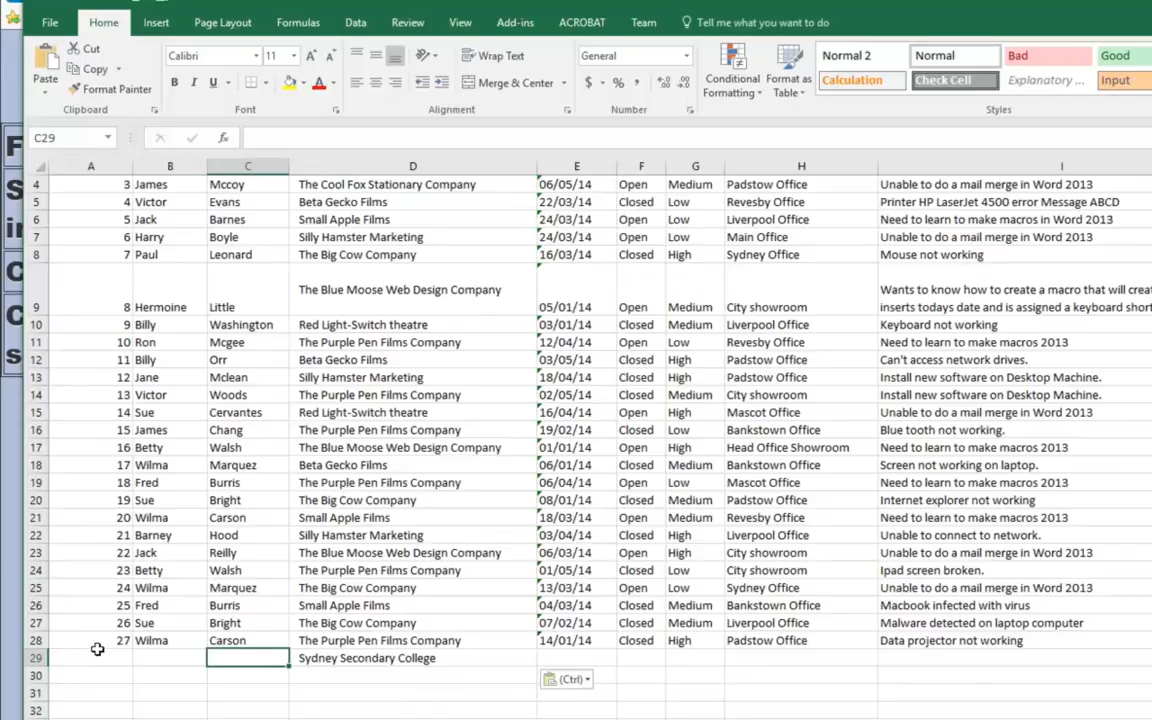 File Home Insert Page Layout Formulas Data Review View Add-ins ACROBAT Team Tell me what you want to do
Cut
Copy
Format Painter
Paste
Clipboard
Calibri 11 A A
B I U A
Font
Wrap Text
Merge & Center
Alignment
General
$ % ,
Number
Conditional Formatting
Format as Table
Normal 2 Normal Bad Good
Calculation Check Cell Explanatory ... Input
Styles
C29 fx
A B C D E F G H I
4 3 James Mccoy The Cool Fox Stationary Company 06/05/14 Open Medium Padstow Office Unable to do a mail merge in Word 2013
5 4 Victor Evans Beta Gecko Films 22/03/14 Closed Low Revesby Office Printer HP LaserJet 4500 error Message ABCD
6 5 Jack Barnes Small Apple Films 24/03/14 Open Low Liverpool Office Need to learn to make macros in Word 2013
7 6 Harry Boyle Silly Hamster Marketing 24/03/14 Open Low Main Office Unable to do a mail merge in Word 2013
8 7 Paul Leonard The Big Cow Company 16/03/14 Closed High Sydney Office Mouse not working
The Blue Moose Web Design Company Wants to know how to create a macro that will creat
9 8 Hermoine Little 05/01/14 Open Medium City showroom inserts todays date and is assigned a keyboard short
10 9 Billy Washington Red Light-Switch theatre 03/01/14 Closed Medium Liverpool Office Keyboard not working
11 10 Ron Mcgee The Purple Pen Films Company 12/04/14 Open Low Revesby Office Need to learn to make macros 2013
12 11 Billy Orr Beta Gecko Films 03/05/14 Closed High Padstow Office Can't access network drives.
13 12 Jane Mclean Silly Hamster Marketing 18/04/14 Closed High Padstow Office Install new software on Desktop Machine.
14 13 Victor Woods The Purple Pen Films Company 02/05/14 Closed Medium City showroom Install new software on Desktop Machine.
15 14 Sue Cervantes Red Light-Switch theatre 16/04/14 Open High Mascot Office Unable to do a mail merge in Word 2013
16 15 James Chang The Purple Pen Films Company 19/02/14 Closed Low Bankstown Office Blue tooth not working.
17 16 Betty Walsh The Blue Moose Web Design Company 01/01/14 Open High Head Office Showroom Need to learn to make macros 2013
18 17 Wilma Marquez Beta Gecko Films 06/01/14 Closed Medium Bankstown Office Screen not working on laptop.
19 18 Fred Burris The Purple Pen Films Company 06/04/14 Open Low Mascot Office Need to learn to make macros 2013
20 19 Sue Bright The Big Cow Company 08/01/14 Closed Medium Padstow Office Internet explorer not working
21 20 Wilma Carson Small Apple Films 18/03/14 Open Medium Revesby Office Need to learn to make macros 2013
22 21 Barney Hood Silly Hamster Marketing 03/04/14 Closed High Liverpool Office Unable to connect to network.
23 22 Jack Reilly The Blue Moose Web Design Company 06/03/14 Open High City showroom Unable to do a mail merge in Word 2013
24 23 Betty Walsh The Purple Pen Films Company 01/05/14 Closed Low City showroom Ipad screen broken.
25 24 Wilma Marquez The Big Cow Company 13/03/14 Open Low Sydney Office Unable to do a mail merge in Word 2013
26 25 Fred Burris Small Apple Films 04/03/14 Closed Medium Bankstown Office Macbook infected with virus
27 26 Sue Bright The Big Cow Company 07/02/14 Closed Medium Liverpool Office Malware detected on laptop computer
28 27 Wilma Carson The Purple Pen Films Company 14/01/14 Closed High Padstow Office Data projector not working
29 Sydney Secondary College
30 (Ctrl)
31
32